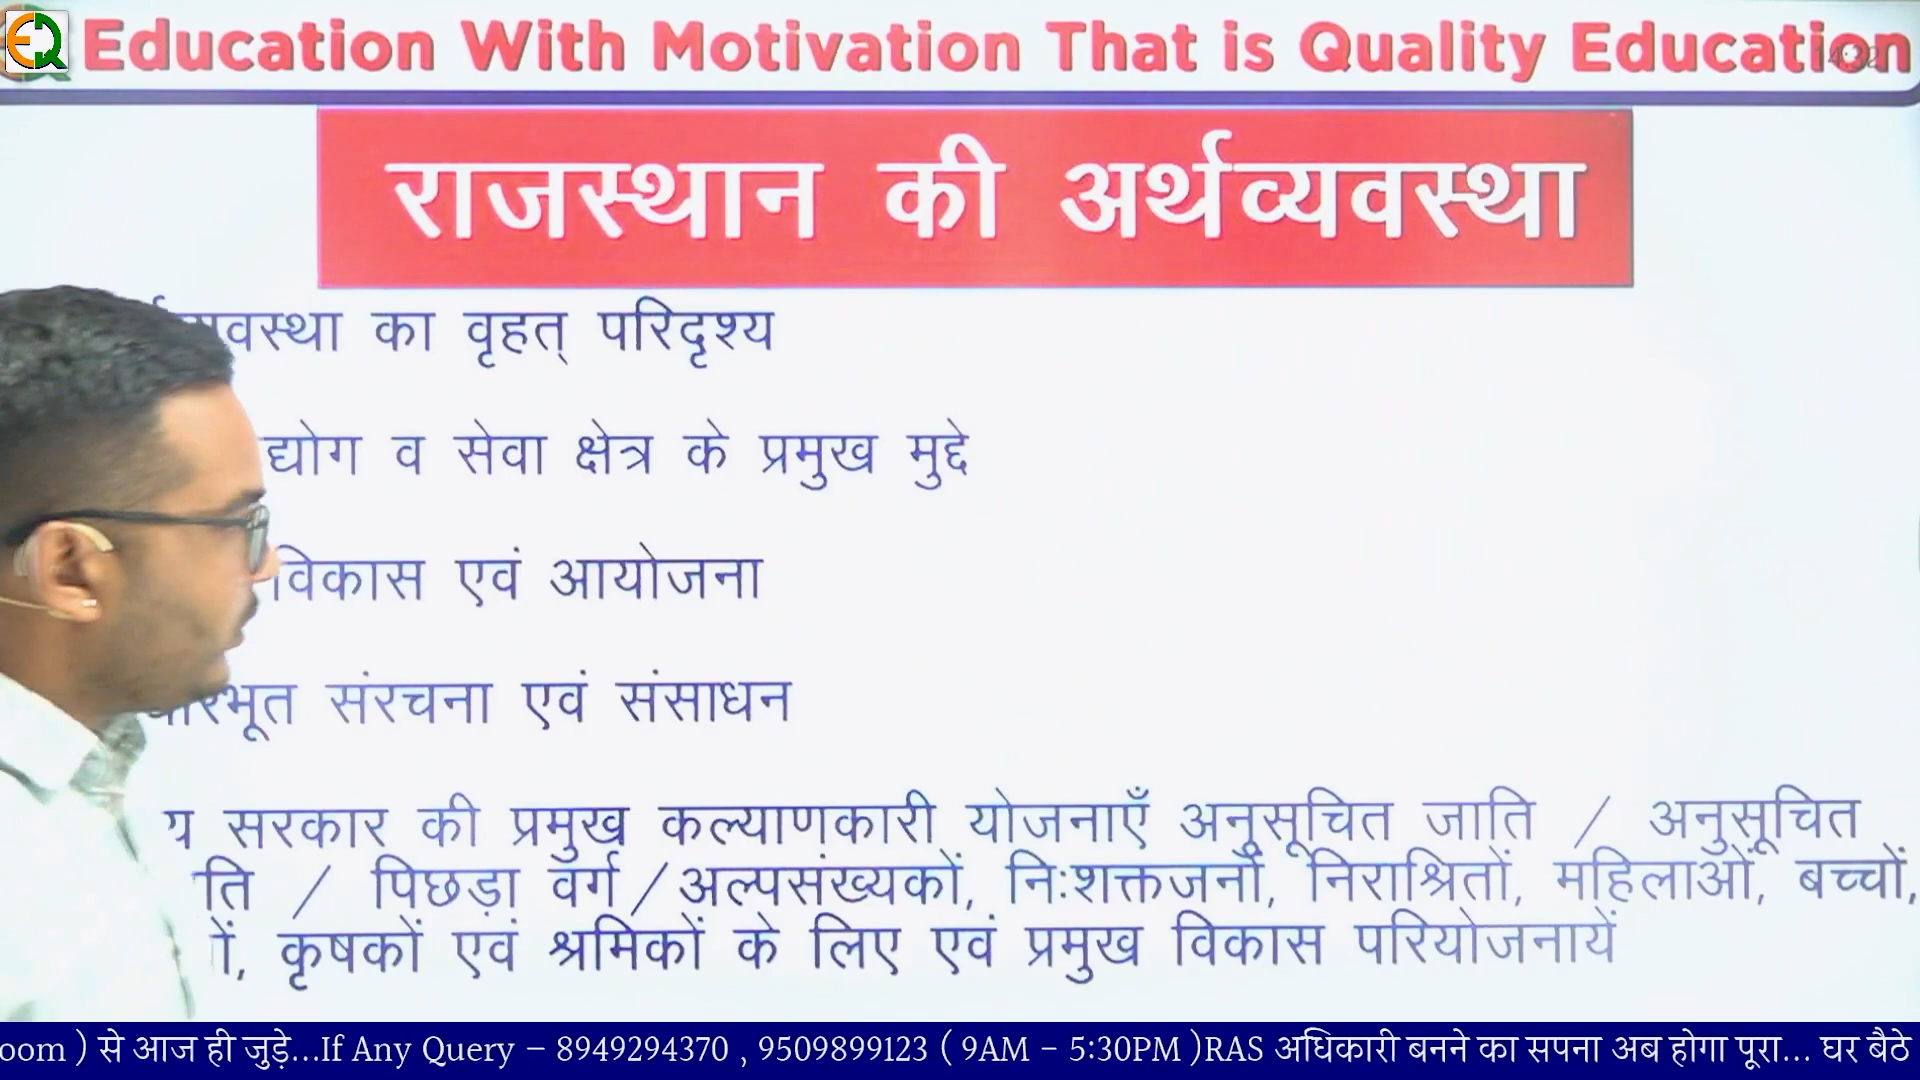 EQ Education With Motivation That is Quality Education
राजस्थान की अर्थव्यवस्था
का वृहत् परिदृश्य
व सेवा क्षेत्र के प्रमुख मुद्दे
विकास एवं आयोजना
संरचना एवं संसाधन
सरकार की प्रमुख कल्याणकारी योजनाएँ अनुसूचित जाति / अनुसूचित
/ पिछड़ा वर्ग/अल्पसंख्यकों, निःशक्तजनों, निराश्रितों, महिलाओं, बच्चों,
कृषकों एवं श्रमिकों के लिए एवं प्रमुख विकास परियोजनायें
oom ) से आज ही जुड़े...If Any Query – 8949294370 , 9509899123 ( 9AM – 5:30PM )RAS अधिकारी बनने का सपना अब होगा पूरा... घर बैठे